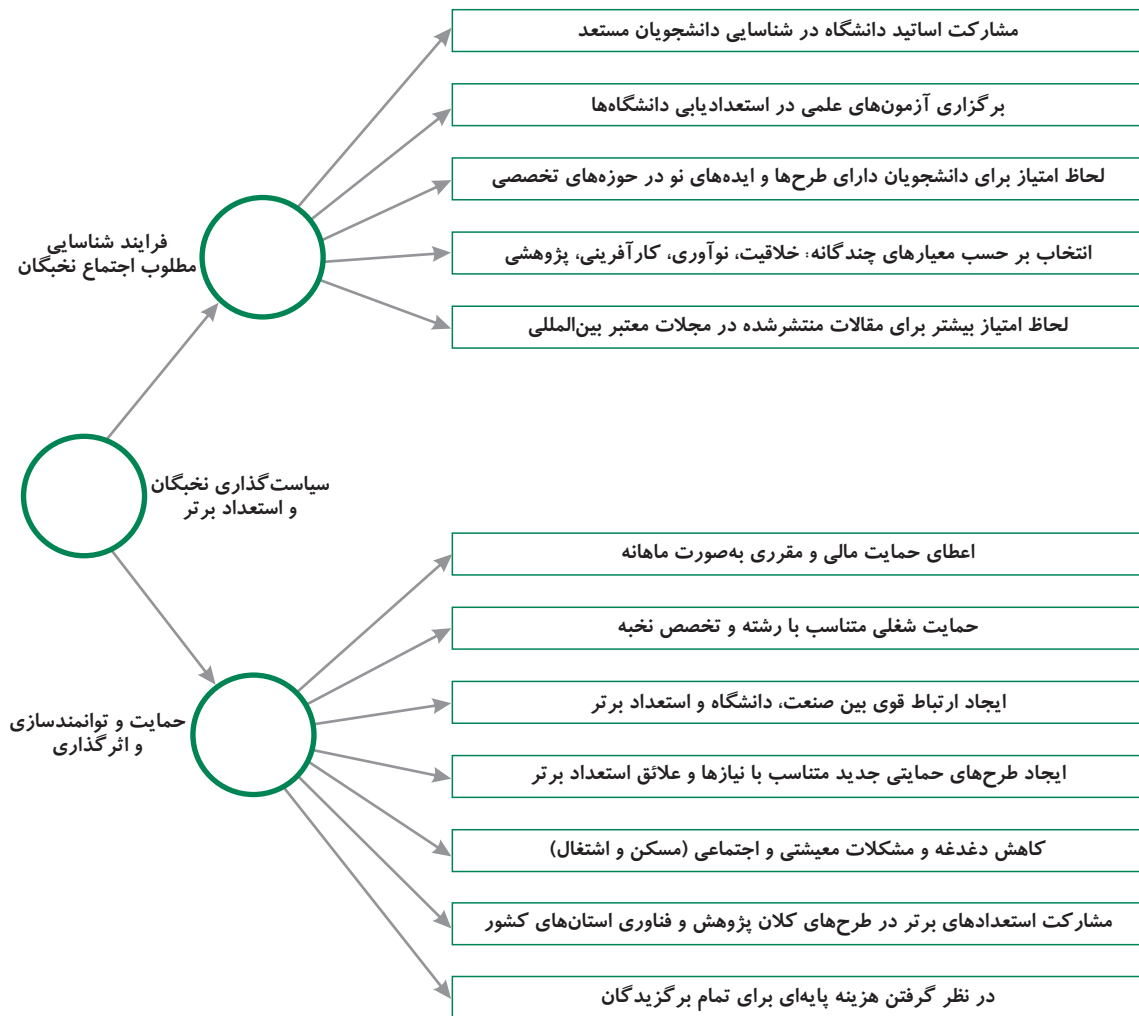 مشارکت اساتید دانشگاه در شناسایی دانشجویان مستعد
برگزاری آزمون‌های علمی در استعدادیابی دانشگاه‌ها
لحاظ امتیاز برای دانشجویان دارای طرح‌ها و ایده‌های نو در حوزه‌های تخصصی
انتخاب بر حسب معیارهای چندگانه: خلاقیت، نوآوری، کارآفرینی، پژوهشی
لحاظ امتیاز بیشتر برای مقالات منتشرشده در مجلات معتبر بین‌المللی
فرایند شناسایی
مطلوب اجتماع نخبگان
سیاست‌گذاری نخبگان
و استعداد برتر
حمایت و توانمندسازی
و اثرگذاری
اعطای حمایت مالی و مقرری به‌صورت ماهانه
حمایت شغلی متناسب با رشته و تخصص نخبه
ایجاد ارتباط قوی بین صنعت، دانشگاه و استعداد برتر
ایجاد طرح‌های حمایتی جدید متناسب با نیازها و علائق استعداد برتر
کاهش دغدغه و مشکلات معیشتی و اجتماعی (مسکن و اشتغال)
مشارکت استعدادهای برتر در طرح‌های کلان پژوهش و فناوری استان‌های کشور
در نظر گرفتن هزینه پایه‌ای برای تمام برگزیدگان